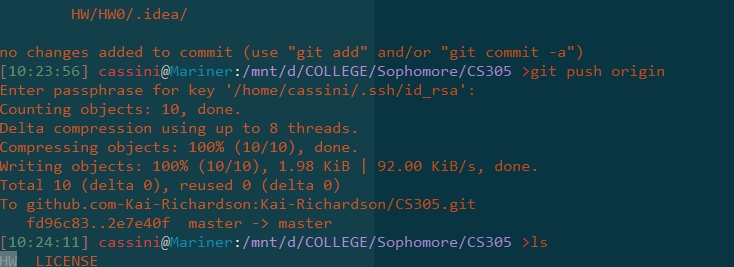 HW/HW0/.idea/
no changes added to commit (use "git add" and/or "git commit -a")
[10:23:56] cassini@Mariner:/mnt/d/COLLEGE/Sophomore/CS305 >git push origin
Enter passphrase for key '/home/cassini/.ssh/id_rsa':
Counting objects: 10, done.
Delta compression using up to 8 threads.
Compressing objects: 100% (10/10), done.
Writing objects: 100% (10/10), 1.98 KiB | 92.00 KiB/s, done.
Total 10 (delta 0), reused 0 (delta 0)
To github.com-Kai-Richardson:Kai-Richardson/CS305.git
fd96c83..2e7e40f  master -> master
[10:24:11] cassini@Mariner:/mnt/d/COLLEGE/Sophomore/CS305 >ls
HW  LICENSE